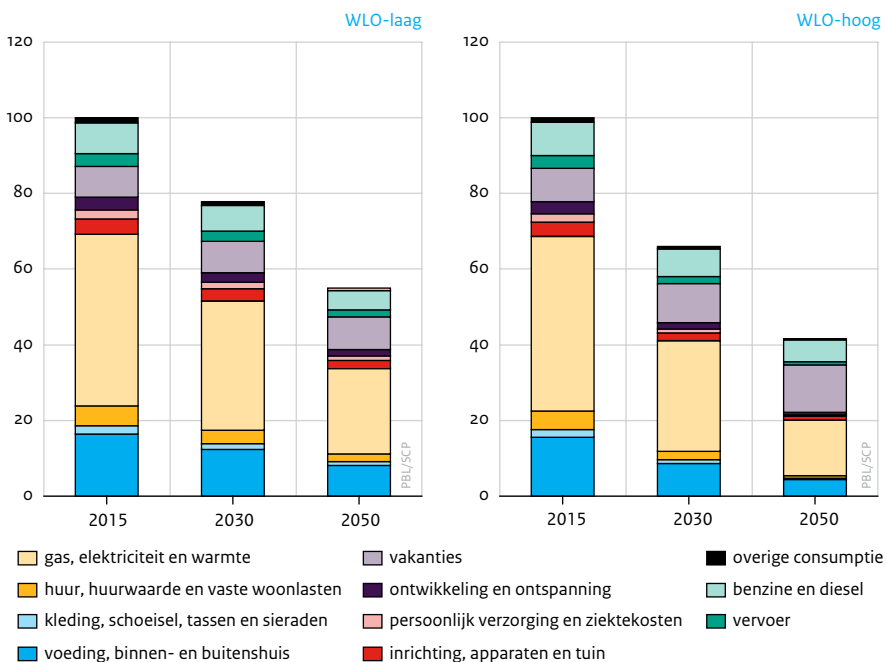 WLO-laag
120
100
80
60
40
20
0
2015 2030 2050
PBL/SCP
WLO-hoog
120
100
80
60
40
20
0
2015 2030 2050
PBL/SCP
gas, elektriciteit en warmte
huur, huurwaarde en vaste woonlasten
kleding, schoeisel, tassen en sieraden
voeding, binnen- en buitenshuis
vakanties
ontwikkeling en ontspanning
persoonlijk verzorging en ziektekosten
inrichting, apparaten en tuin
overige consumptie
benzine en diesel
vervoer